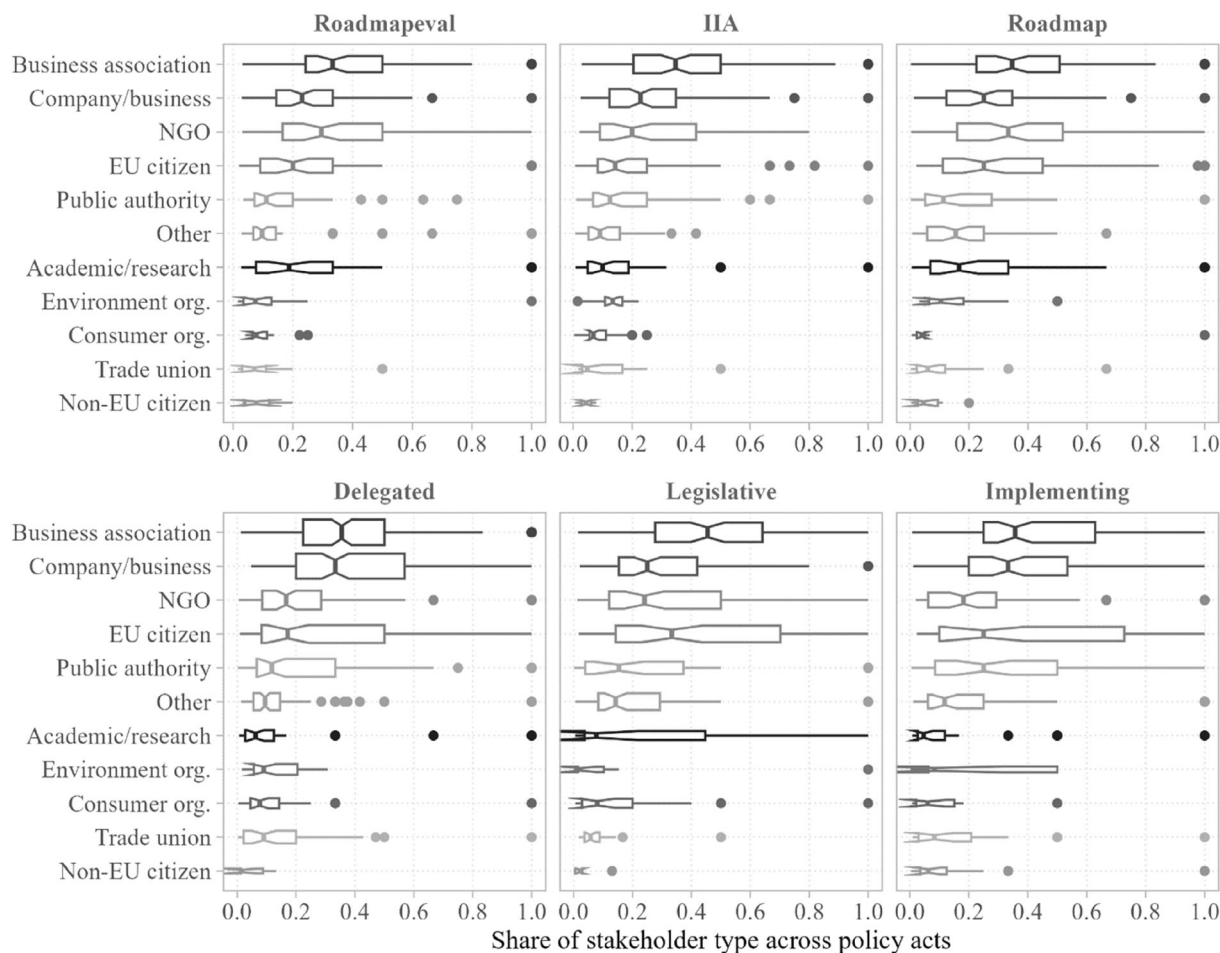 Roadmapeval IIA Roadmap
Business association
Company/business
NGO
EU citizen
Public authority
Other
Academic/research
Environment org.
Consumer org.
Trade union
Non-EU citizen
0.0 0.2 0.4 0.6 0.8 1.0 0.0 0.2 0.4 0.6 0.8 1.0 0.0 0.2 0.4 0.6 0.8 1.0
Delegated Legislative Implementing
Business association
Company/business
NGO
EU citizen
Public authority
Other
Academic/research
Environment org.
Consumer org.
Trade union
Non-EU citizen
0.0 0.2 0.4 0.6 0.8 1.0 0.0 0.2 0.4 0.6 0.8 1.0 0.0 0.2 0.4 0.6 0.8 1.0
Share of stakeholder type across policy acts